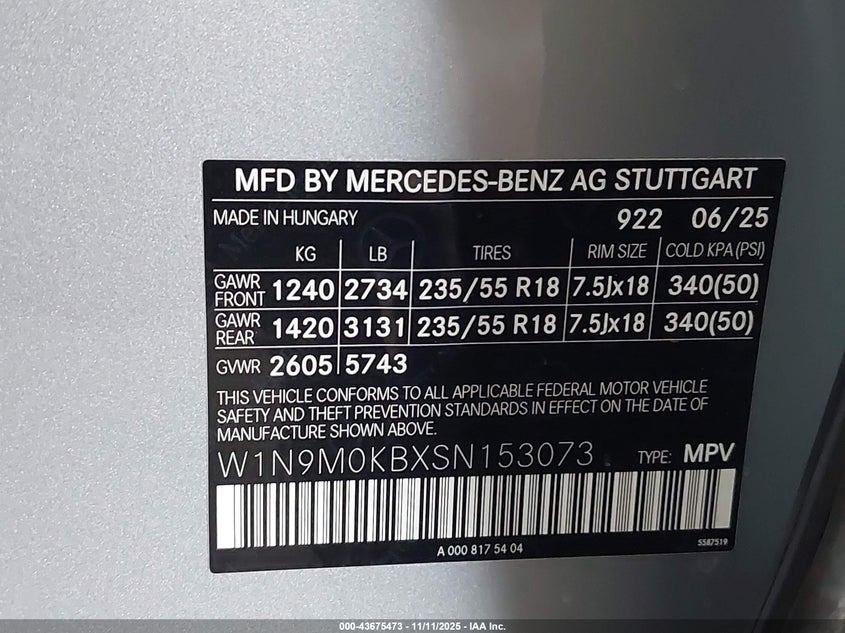 MFD BY MERCEDES-BENZ AG STUTTGART
MADE IN HUNGARY 922 06/25
KG LB TIRES RIM SIZE COLD KPA (PSI)
GAWR FRONT 1240 2734 235/55 R18 7.5Jx18 340(50)
GAWR REAR 1420 3131 235/55 R18 7.5Jx18 340(50)
GVWR 2605 5743
THIS VEHICLE CONFORMS TO ALL APPLICABLE FEDERAL MOTOR VEHICLE
SAFETY AND THEFT PREVENTION STANDARDS IN EFFECT ON THE DATE OF
MANUFACTURE SHOWN ABOVE.
W1N9M0KBXSN153073 TYPE: MPV
A 000 817 54 04 5587519
000-43675473 - 11/11/2025 - IAA Inc.